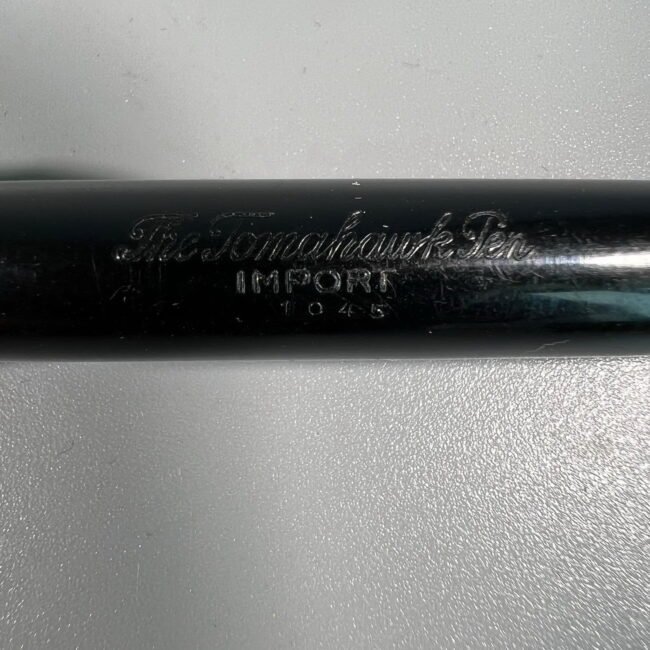 The Tomahawk Pen
IMPORT
1045